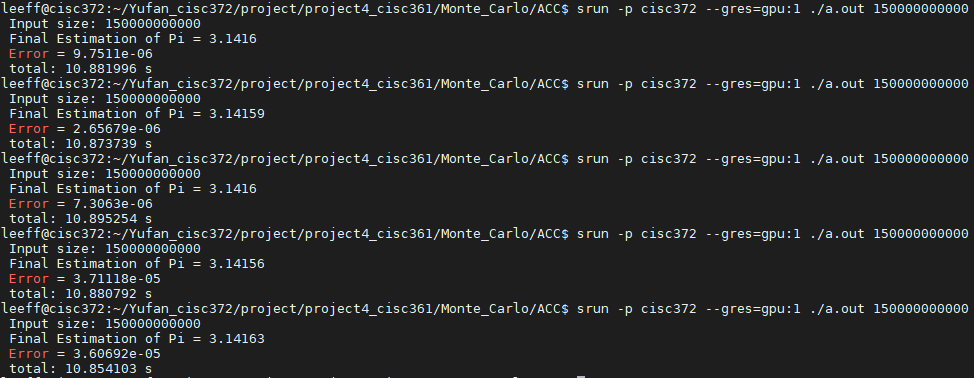 leeff@cisc372:~/Yufan_cisc372/project/project4_cisc361/Monte_Carlo/ACC$ srun -p cisc372 --gres=gpu:1 ./a.out 150000000000
Input size: 150000000000
Final Estimation of Pi = 3.1416
Error = 9.7511e-06
total: 10.881996 s
leeff@cisc372:~/Yufan_cisc372/project/project4_cisc361/Monte_Carlo/ACC$ srun -p cisc372 --gres=gpu:1 ./a.out 150000000000
Input size: 150000000000
Final Estimation of Pi = 3.14159
Error = 2.65679e-06
total: 10.873739 s
leeff@cisc372:~/Yufan_cisc372/project/project4_cisc361/Monte_Carlo/ACC$ srun -p cisc372 --gres=gpu:1 ./a.out 150000000000
Input size: 150000000000
Final Estimation of Pi = 3.1416
Error = 7.3063e-06
total: 10.895254 s
leeff@cisc372:~/Yufan_cisc372/project/project4_cisc361/Monte_Carlo/ACC$ srun -p cisc372 --gres=gpu:1 ./a.out 150000000000
Input size: 150000000000
Final Estimation of Pi = 3.14156
Error = 3.71118e-05
total: 10.880792 s
leeff@cisc372:~/Yufan_cisc372/project/project4_cisc361/Monte_Carlo/ACC$ srun -p cisc372 --gres=gpu:1 ./a.out 150000000000
Input size: 150000000000
Final Estimation of Pi = 3.14163
Error = 3.60692e-05
total: 10.854103 s